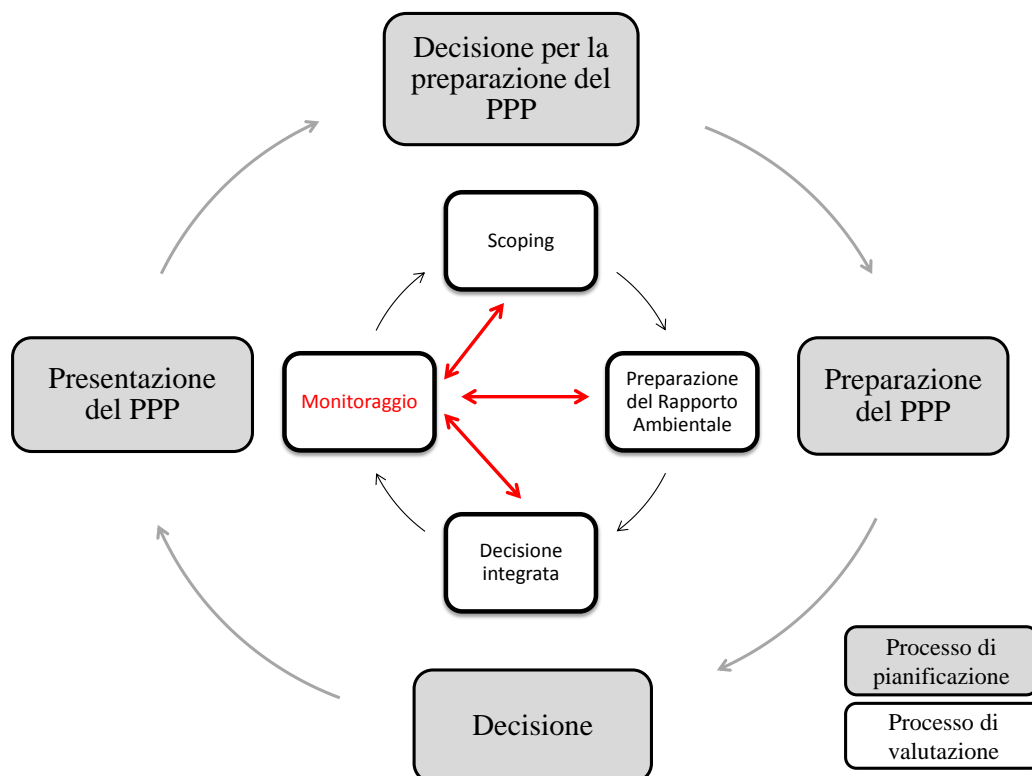 Decisione per la
preparazione del
PPP
Scoping
Presentazione
del PPP
Monitoraggio
Preparazione
del Rapporto
Ambientale
Preparazione
del PPP
Decisione
integrata
Decisione
Processo di
pianificazione
Processo di
valutazione